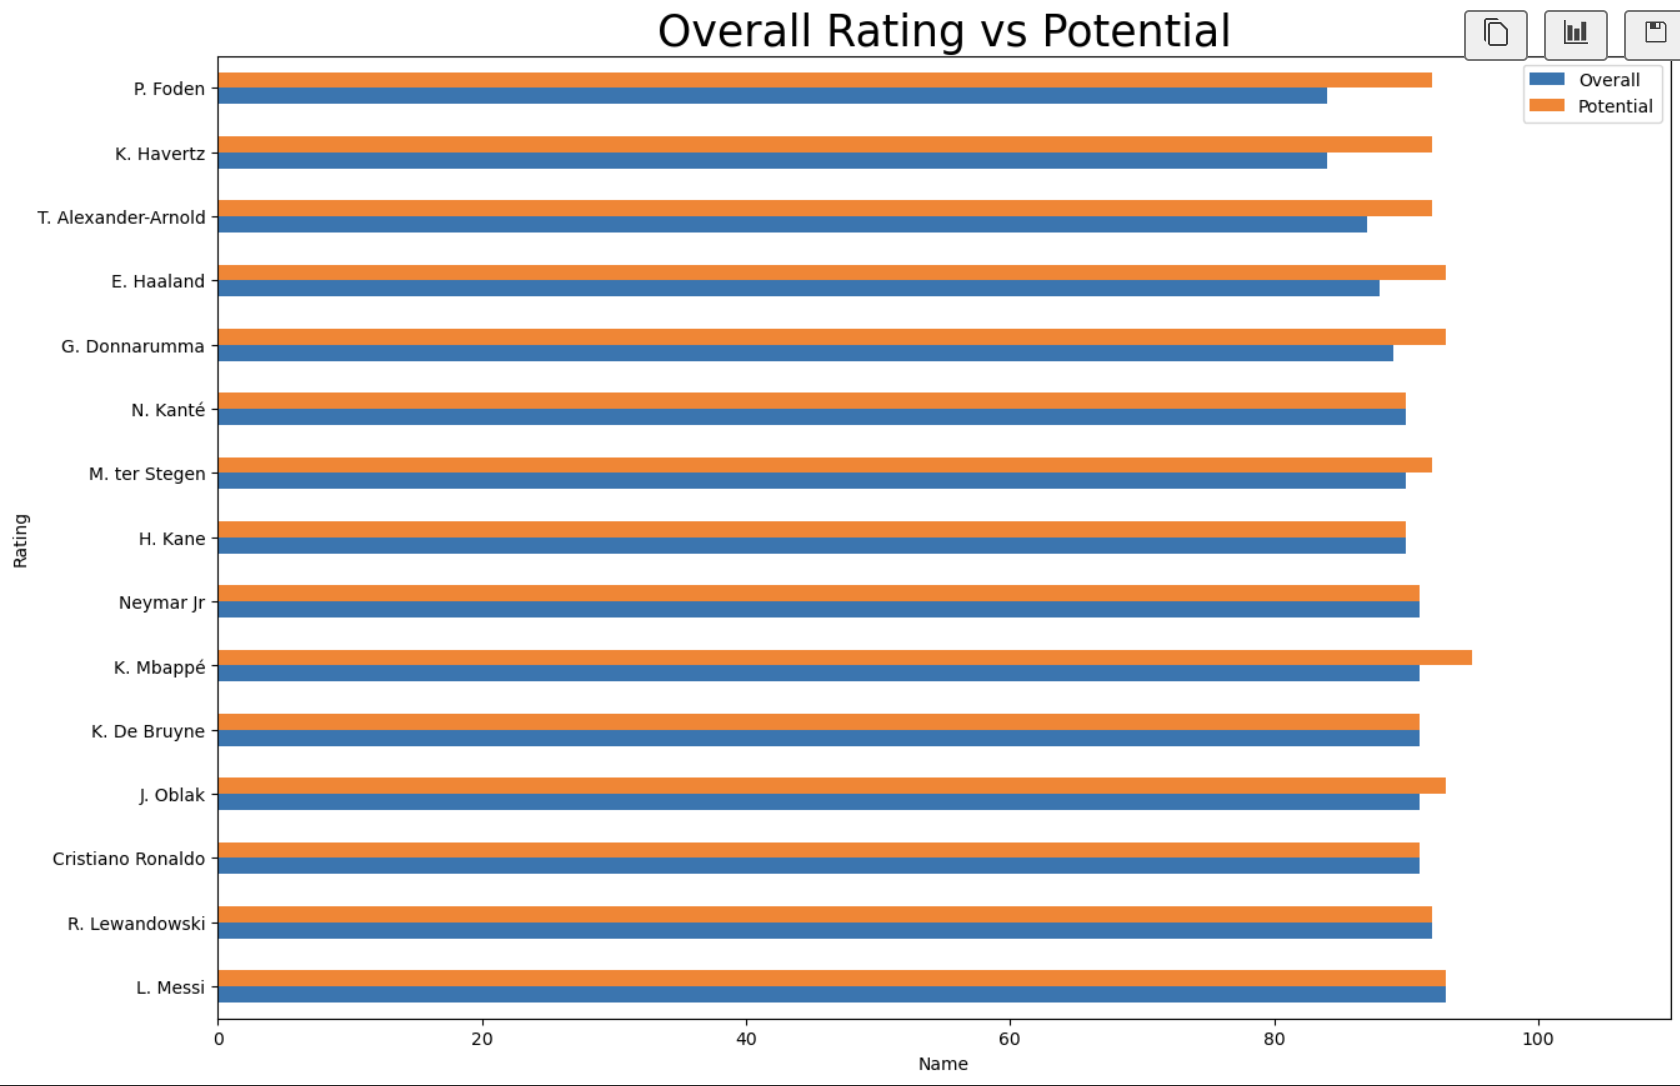 Overall Rating vs Potential
Overall
Potential
P. Foden
K. Havertz
T. Alexander-Arnold
E. Haaland
G. Donnarumma
N. Kanté
M. ter Stegen
H. Kane
Neymar Jr
K. Mbappé
K. De Bruyne
J. Oblak
Cristiano Ronaldo
R. Lewandowski
L. Messi
Rating
0 20 40 60 80 100
Name